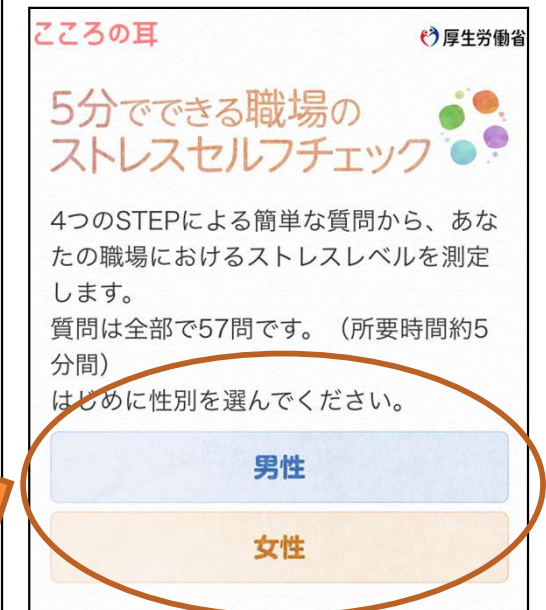 こころの耳
厚生労働省
5分でできる職場の
ストレスセルフチェック
4つのSTEPによる簡単な質問から、あな
たの職場におけるストレスレベルを測定
します。
質問は全部で57問です。（所要時間約5
分間）
はじめに性別を選んでください。
男性
女性